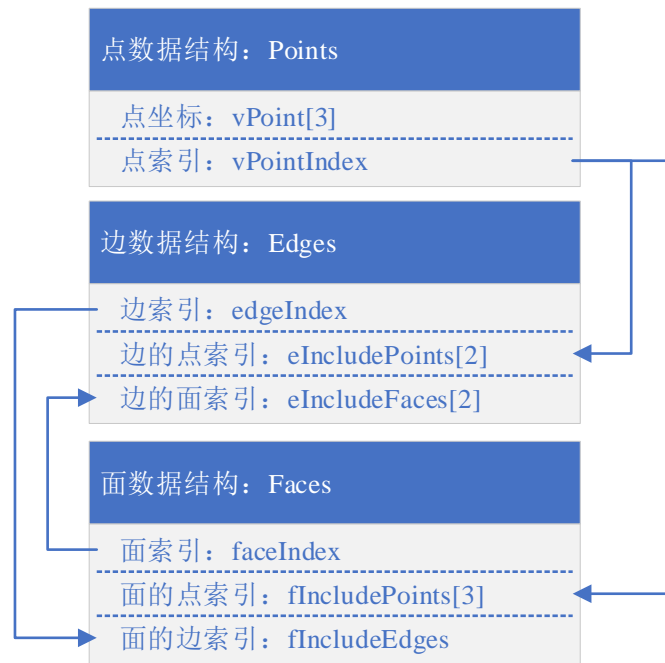 点数据结构：Points
点坐标：vPoint[3]
点索引：vPointIndex
边数据结构：Edges
边索引：edgeIndex
边的点索引：eIncludePoints[2]
边的面索引：eIncludeFaces[2]
面数据结构：Faces
面索引：faceIndex
面的点索引：fIncludePoints[3]
面的边索引：fIncludeEdges